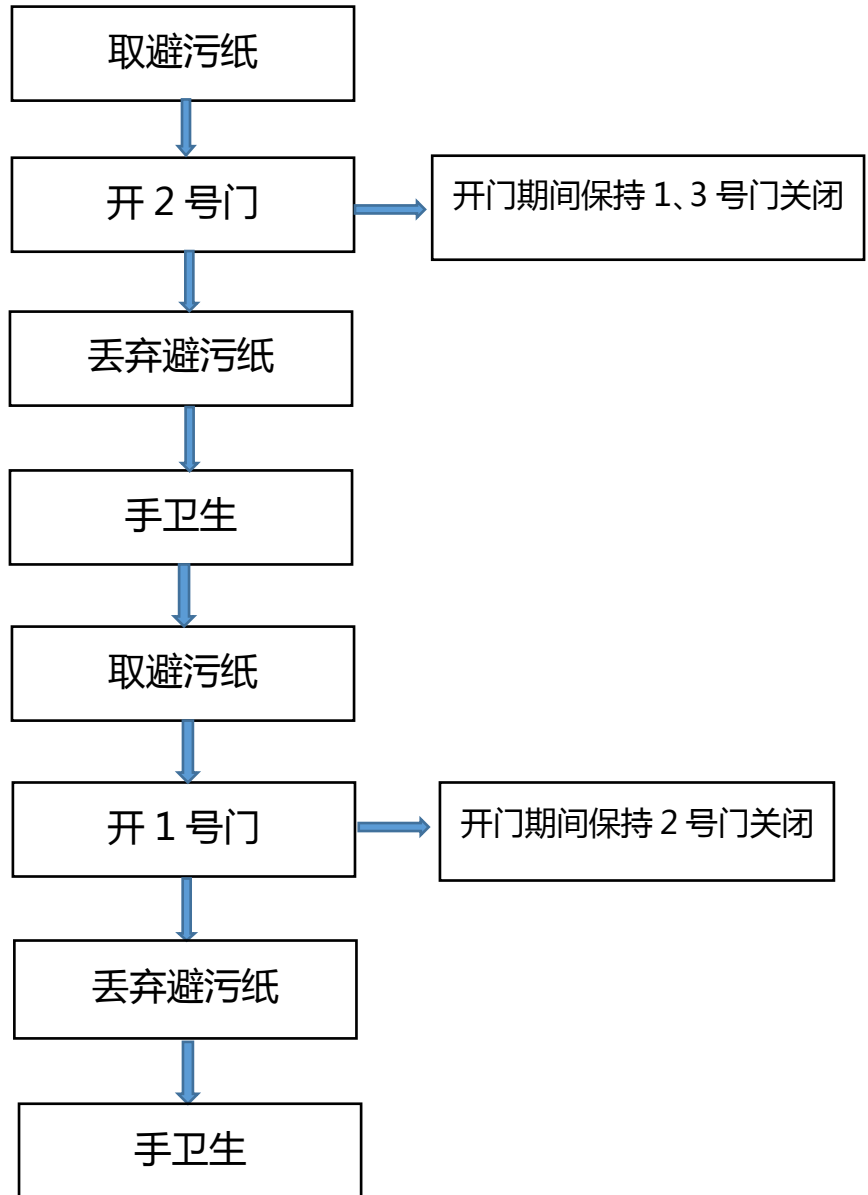 取避污纸
开 2 号门
开门期间保持 1、3 号门关闭
丢弃避污纸
手卫生
取避污纸
开 1 号门
开门期间保持 2 号门关闭
丢弃避污纸
手卫生